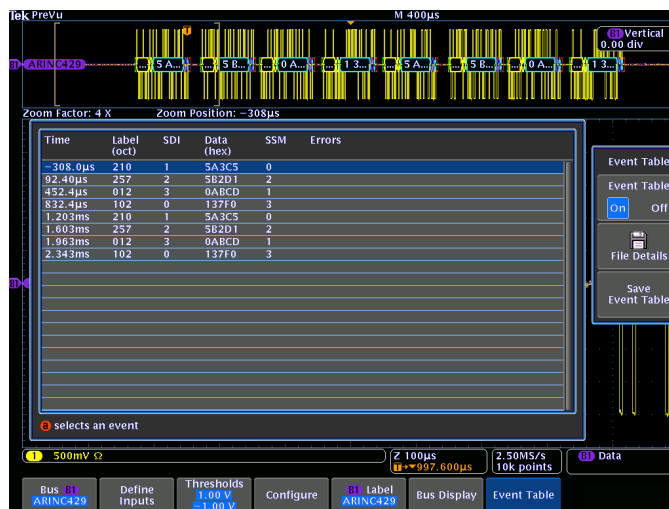 Tek PreVu M 400µs
B1 Vertical
0.00 div
B1 ARINC429 ... 5 A... ... 5 B... ... 0 A... ... 1 3... ... 5 A... ... 5 B... ... 0 A... ... 1 3...
Zoom Factor: 4 X Zoom Position: −308µs
Time Label (oct) SDI Data (hex) SSM Errors
−308.0µs 210 1 5A3C5 0
92.40µs 257 2 5B2D1 2
452.4µs 012 3 0ABCD 1
832.4µs 102 0 137F0 3
1.203ms 210 1 5A3C5 0
1.603ms 257 2 5B2D1 2
1.963ms 012 3 0ABCD 1
2.343ms 102 0 137F0 3
a selects an event
Event Table
Event Table
On Off
File Details
Save
Event Table
B1
1 500mV Ω
Z 100µs
T→▼997.600µs
2.50MS/s
10k points
B1 Data
Bus B1
ARINC429
Define
Inputs
Thresholds
1.00 V
−1.00 V
Configure
B1 Label
ARINC429
Bus Display
Event Table